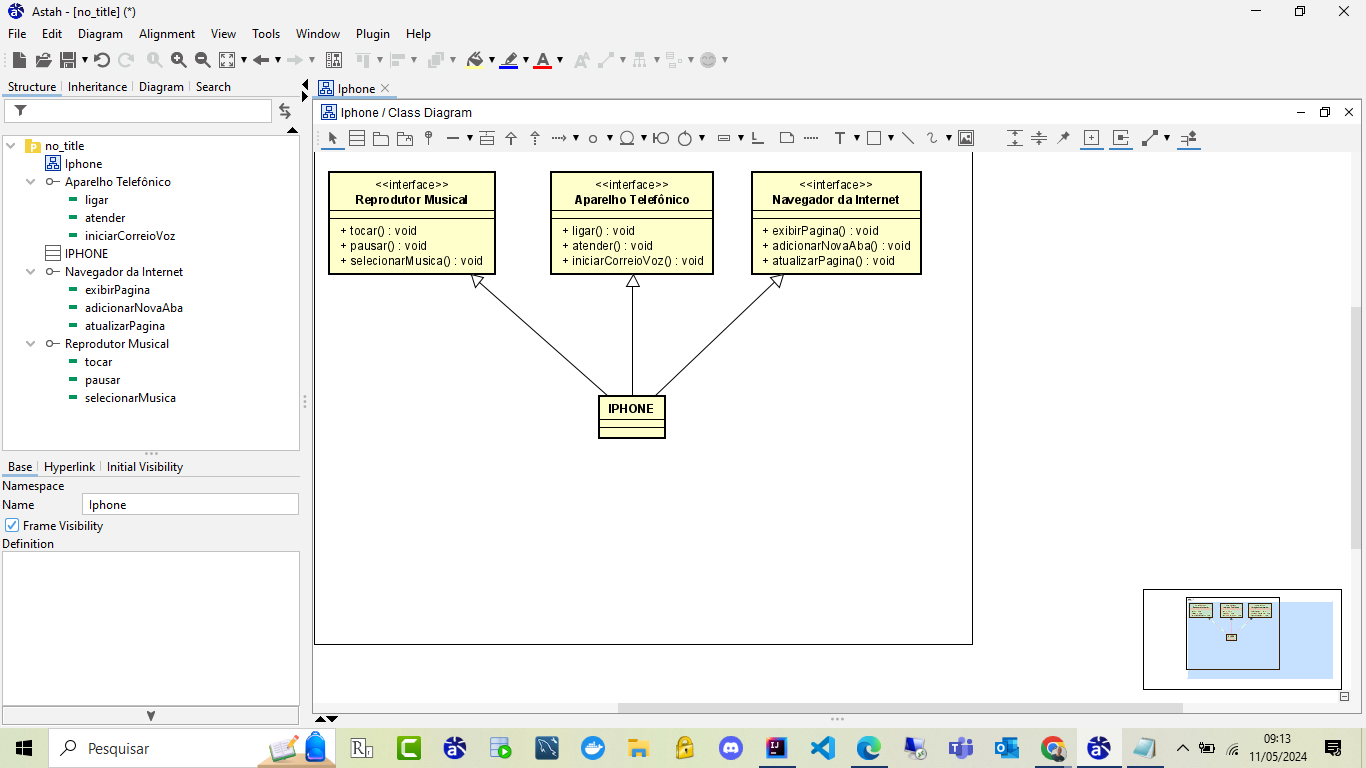 Astah - [no_title] (*)
File Edit Diagram Alignment View Tools Window Plugin Help
Structure Inheritance Diagram Search
Iphone
Iphone / Class Diagram
no_title
Iphone
Aparelho Telefônico
ligar
atender
iniciarCorreioVoz
IPHONE
Navegador da Internet
exibirPagina
adicionarNovaAba
atualizarPagina
Reprodutor Musical
tocar
pausar
selecionarMusica
Base Hyperlink Initial Visibility
Namespace
Name Iphone
Frame Visibility
Definition
<<interface>>
Reprodutor Musical
+ tocar() : void
+ pausar() : void
+ selecionarMusica() : void
<<interface>>
Aparelho Telefônico
+ ligar() : void
+ atender() : void
+ iniciarCorreioVoz() : void
<<interface>>
Navegador da Internet
+ exibirPagina() : void
+ adicionarNovaAba() : void
+ atualizarPagina() : void
IPHONE
Pesquisar
09:13
11/05/2024